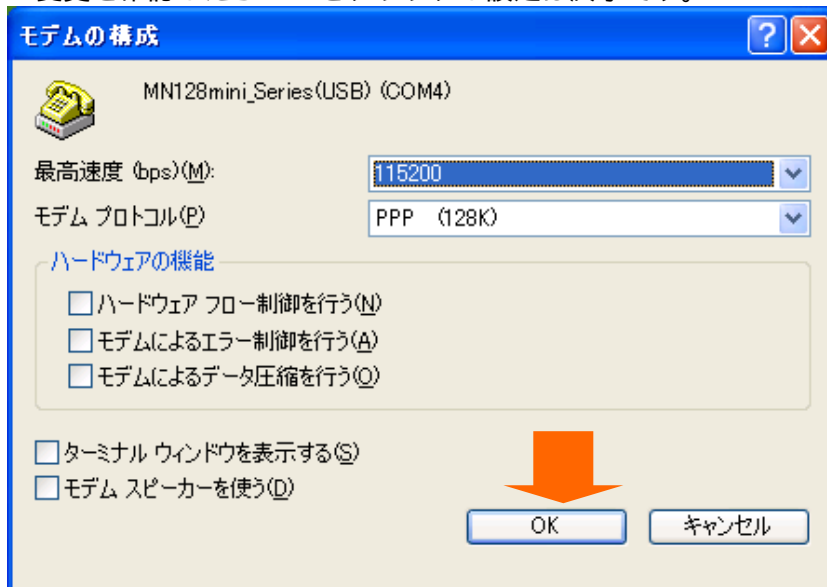 モデムの構成
MN128mini_Series(USB) (COM4)
最高速度 (bps)(M):
115200
モデム プロトコル(P)
PPP (128K)
ハードウェアの機能
ハードウェア フロー制御を行う(N)
モデムによるエラー制御を行う(A)
モデムによるデータ圧縮を行う(O)
ターミナル ウィンドウを表示する(S)
モデム スピーカーを使う(D)
OK
キャンセル